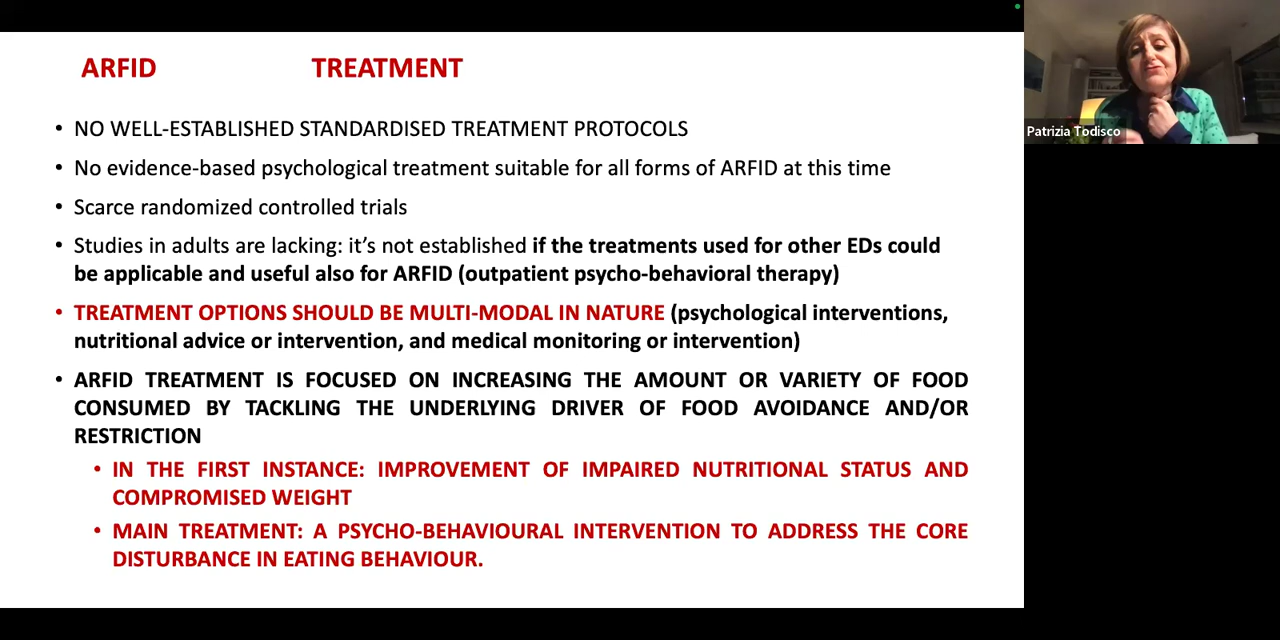 ARFID TREATMENT
• NO WELL-ESTABLISHED STANDARDISED TREATMENT PROTOCOLS
• No evidence-based psychological treatment suitable for all forms of ARFID at this time
• Scarce randomized controlled trials
• Studies in adults are lacking: it’s not established if the treatments used for other EDs could
be applicable and useful also for ARFID (outpatient psycho-behavioral therapy)
• TREATMENT OPTIONS SHOULD BE MULTI-MODAL IN NATURE (psychological interventions,
nutritional advice or intervention, and medical monitoring or intervention)
• ARFID TREATMENT IS FOCUSED ON INCREASING THE AMOUNT OR VARIETY OF FOOD
CONSUMED BY TACKLING THE UNDERLYING DRIVER OF FOOD AVOIDANCE AND/OR
RESTRICTION
• IN THE FIRST INSTANCE: IMPROVEMENT OF IMPAIRED NUTRITIONAL STATUS AND
COMPROMISED WEIGHT
• MAIN TREATMENT: A PSYCHO-BEHAVIOURAL INTERVENTION TO ADDRESS THE CORE
DISTURBANCE IN EATING BEHAVIOUR.
Patrizia Todisco